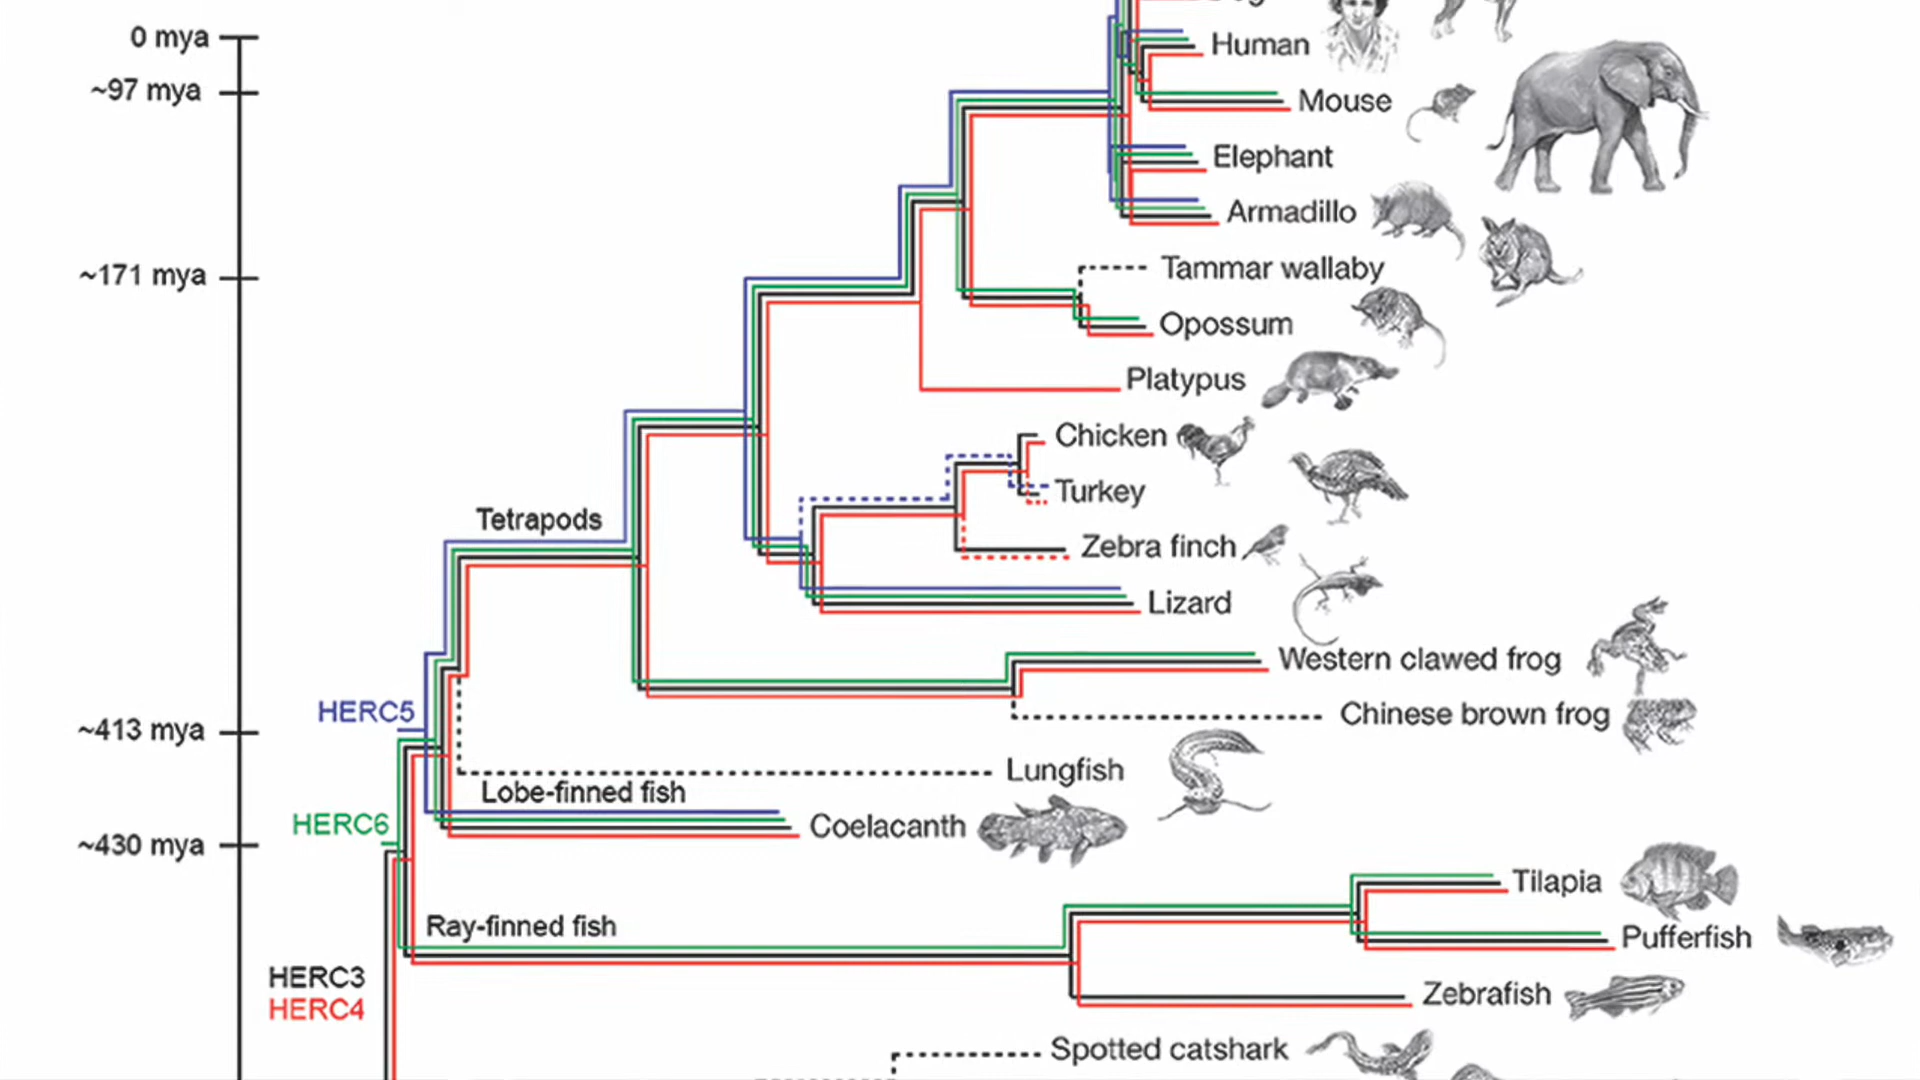 0 mya
Human
~97 mya
Mouse
Elephant
Armadillo
Tammar wallaby
~171 mya
Opossum
Platypus
Chicken
Turkey
Tetrapods
Zebra finch
Lizard
Western clawed frog
HERC5
Chinese brown frog
~413 mya
Lungfish
Lobe-finned fish
HERC6
Coelacanth
~430 mya
Tilapia
Ray-finned fish
Pufferfish
HERC3
Zebrafish
HERC4
Spotted catshark